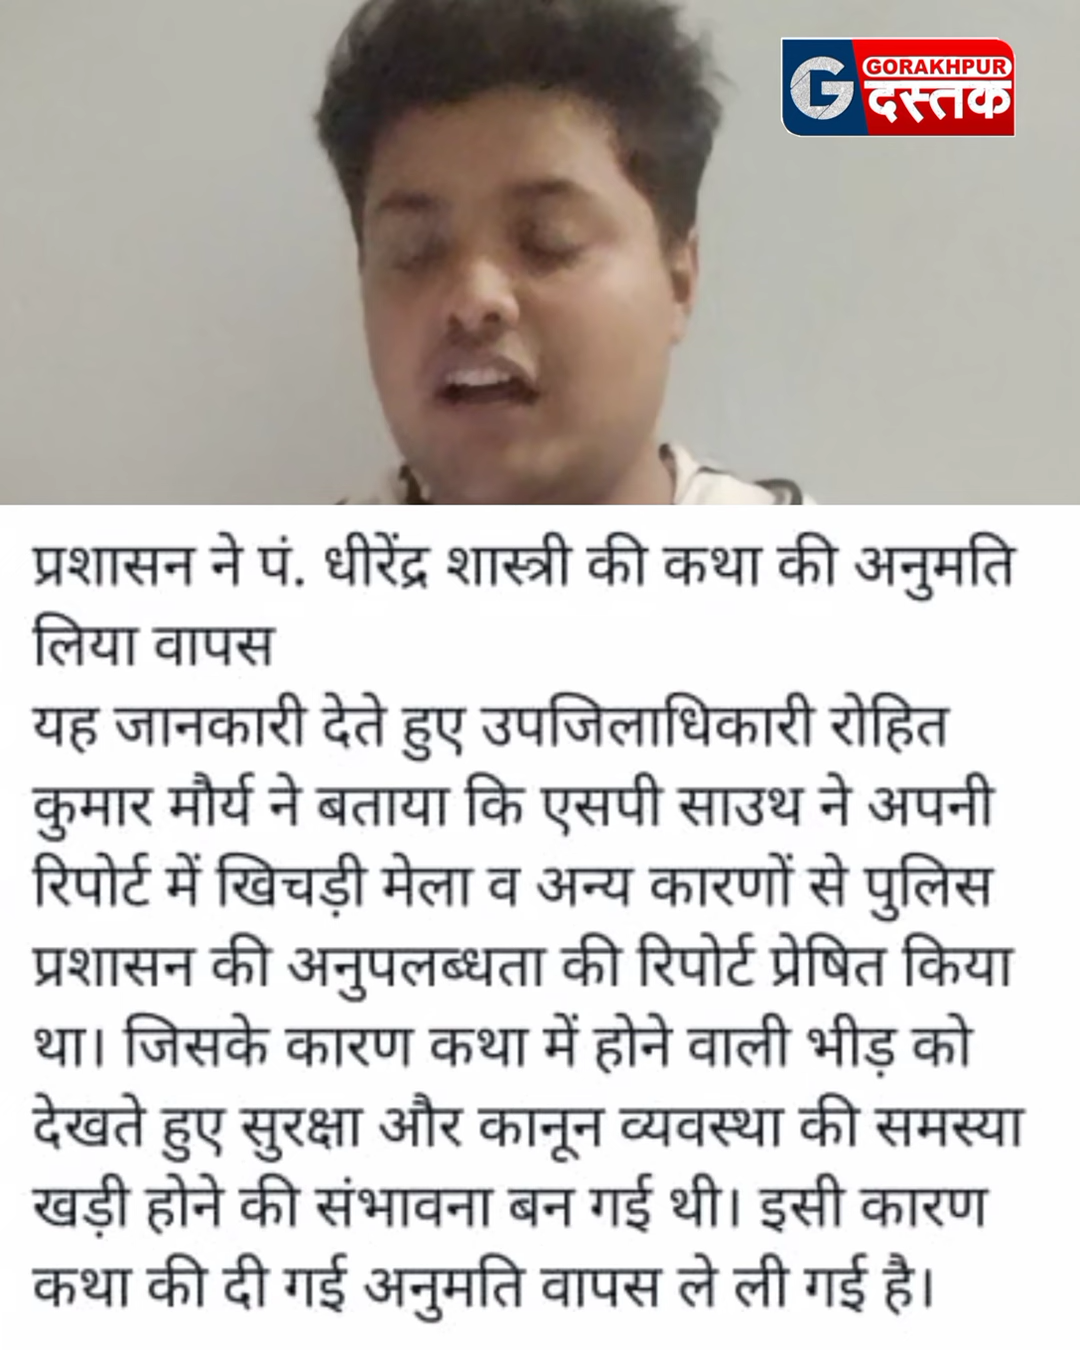 GORAKHPUR
दस्तक
प्रशासन ने पं. धीरेंद्र शास्त्री की कथा की अनुमति
लिया वापस
यह जानकारी देते हुए उपजिलाधिकारी रोहित
कुमार मौर्य ने बताया कि एसपी साउथ ने अपनी
रिपोर्ट में खिचड़ी मेला व अन्य कारणों से पुलिस
प्रशासन की अनुपलब्धता की रिपोर्ट प्रेषित किया
था। जिसके कारण कथा में होने वाली भीड़ को
देखते हुए सुरक्षा और कानून व्यवस्था की समस्या
खड़ी होने की संभावना बन गई थी। इसी कारण
कथा की दी गई अनुमति वापस ले ली गई है।